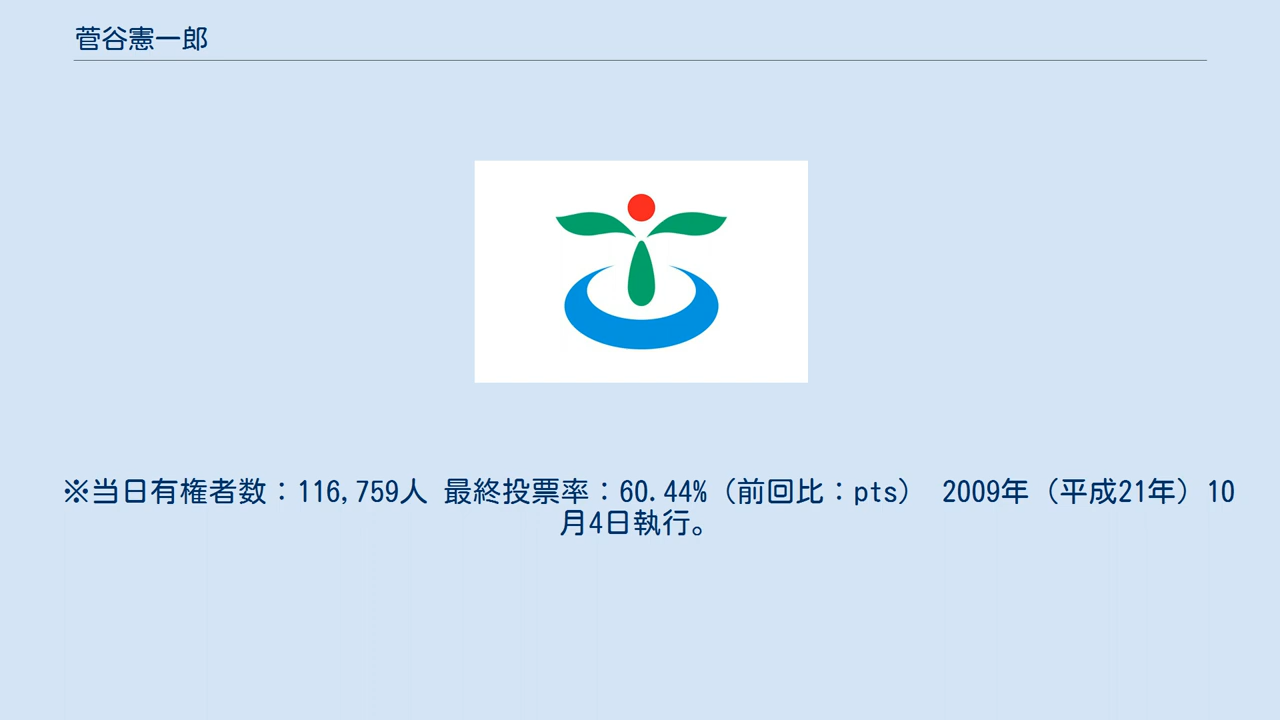 菅谷憲一郎
※当日有権者数：116,759人 最終投票率：60.44%（前回比：pts） 2009年（平成21年）10
月4日執行。